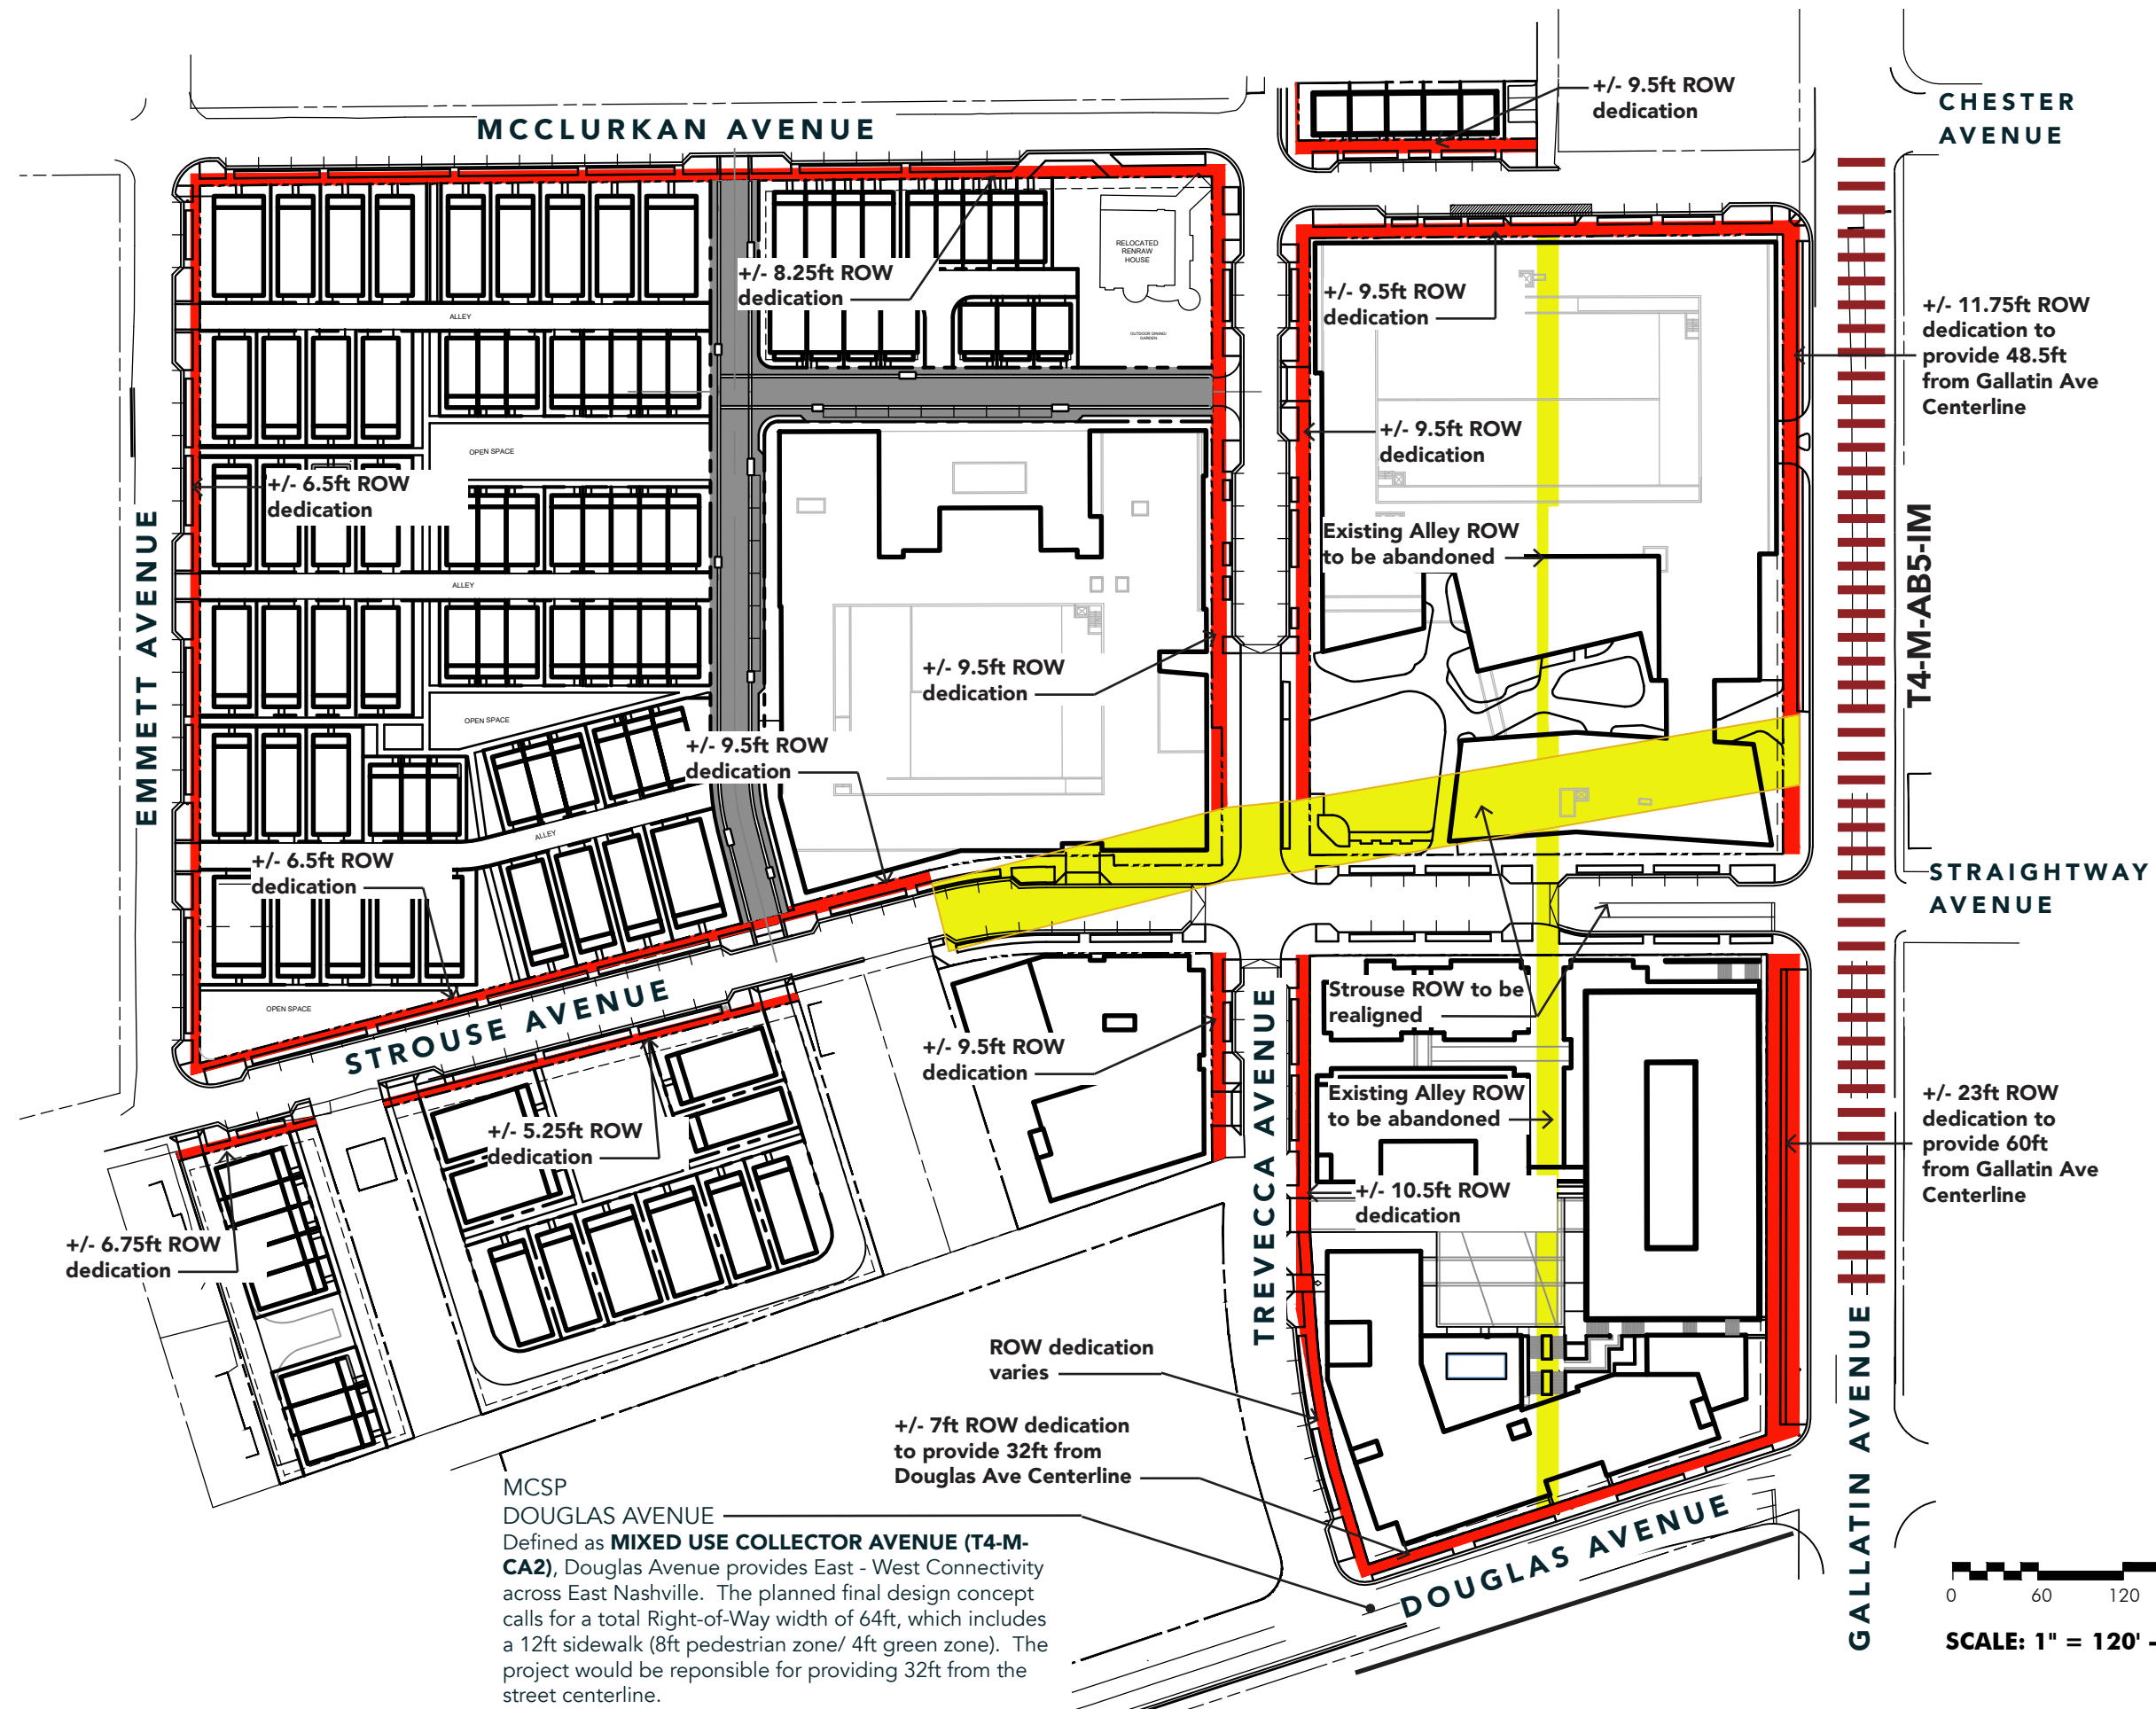 +/- 9.5ft ROW
dedication
CHESTER
AVENUE
MCCLURKAN AVENUE
RELOCATED
RENRAW
HOUSE
+/- 8.25ft ROW
dedication
+/- 9.5ft ROW
dedication
+/- 11.75ft ROW
dedication to
provide 48.5ft
from Gallatin Ave
Centerline
ALLEY
OUTDOOR DINING/
GARDEN
+/- 9.5ft ROW
dedication
OPEN SPACE
+/- 6.5ft ROW
dedication
Existing Alley ROW
to be abandoned
EMMETT AVENUE
T4-M-AB5-IM
ALLEY
+/- 9.5ft ROW
dedication
OPEN SPACE
+/- 9.5ft ROW
dedication
ALLEY
+/- 6.5ft ROW
dedication
STRAIGHTWAY
AVENUE
OPEN SPACE
STROUSE AVENUE
Strouse ROW to be
realigned
+/- 9.5ft ROW
dedication
TREVECCA AVENUE
Existing Alley ROW
to be abandoned
+/- 23ft ROW
dedication to
provide 60ft
from Gallatin Ave
Centerline
+/- 5.25ft ROW
dedication
+/- 10.5ft ROW
dedication
+/- 6.75ft ROW
dedication
ROW dedication
varies
+/- 7ft ROW dedication
to provide 32ft from
Douglas Ave Centerline
GALLATIN AVENUE
DOUGLAS AVENUE
MCSP
DOUGLAS AVENUE
Defined as MIXED USE COLLECTOR AVENUE (T4-M-
CA2), Douglas Avenue provides East - West Connectivity
across East Nashville. The planned final design concept
calls for a total Right-of-Way width of 64ft, which includes
a 12ft sidewalk (8ft pedestrian zone/ 4ft green zone). The
project would be reponsible for providing 32ft from the
street centerline.
0 60 120
SCALE: 1" = 120' -